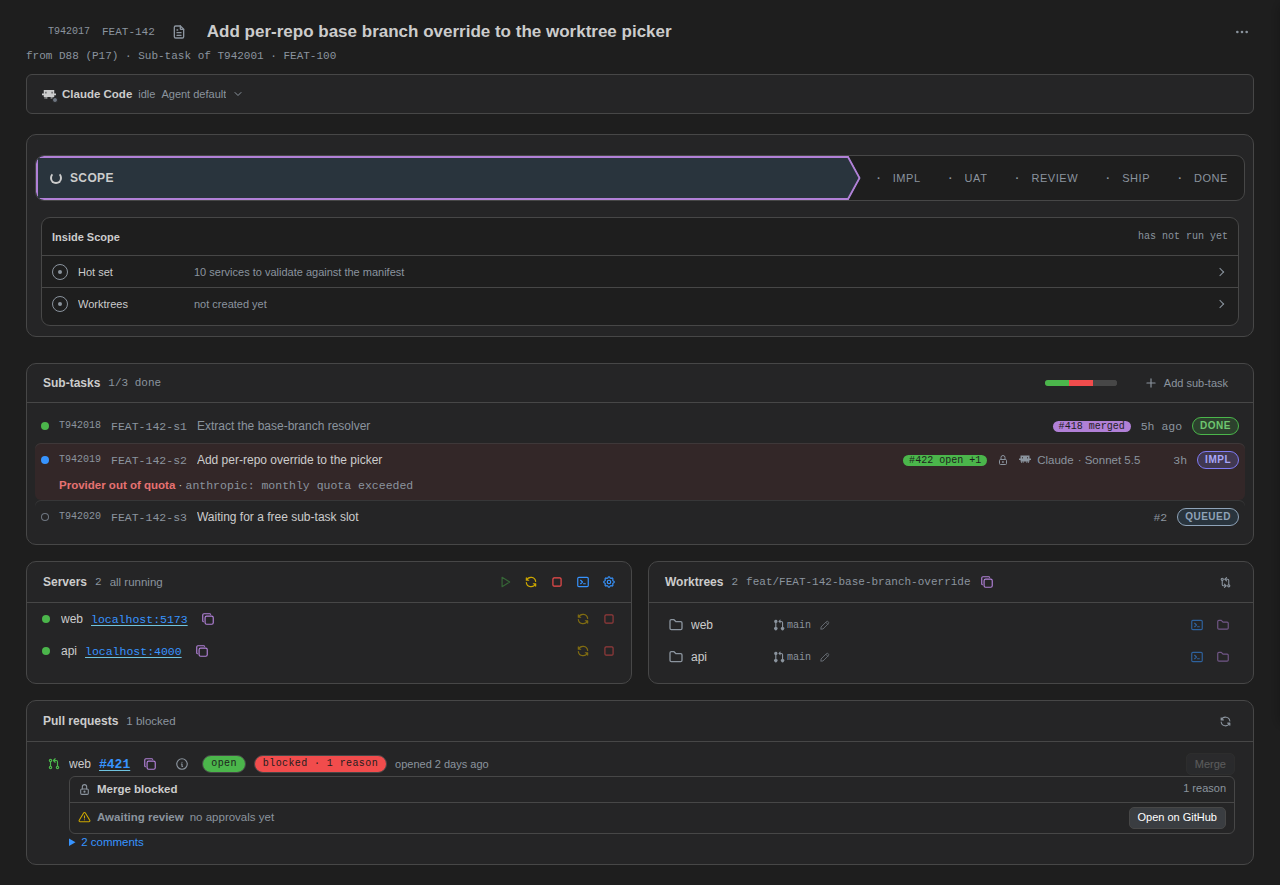 T942017 FEAT-142 Add per-repo base branch override to the worktree picker
from D88 (P17) · Sub-task of T942001 · FEAT-100
Claude Code idle Agent default
SCOPE · IMPL · UAT · REVIEW · SHIP · DONE
Inside Scope has not run yet
Hot set 10 services to validate against the manifest
Worktrees not created yet
Sub-tasks 1/3 done Add sub-task
T942018 FEAT-142-s1 Extract the base-branch resolver #418 merged 5h ago DONE
T942019 FEAT-142-s2 Add per-repo override to the picker #422 open +1 Claude · Sonnet 5.5 3h IMPL
Provider out of quota · anthropic: monthly quota exceeded
T942020 FEAT-142-s3 Waiting for a free sub-task slot #2 QUEUED
Servers 2 all running
web localhost:5173
api localhost:4000
Worktrees 2 feat/FEAT-142-base-branch-override
web main
api main
Pull requests 1 blocked
web #421 open blocked · 1 reason opened 2 days ago Merge
Merge blocked 1 reason
Awaiting review no approvals yet Open on GitHub
2 comments